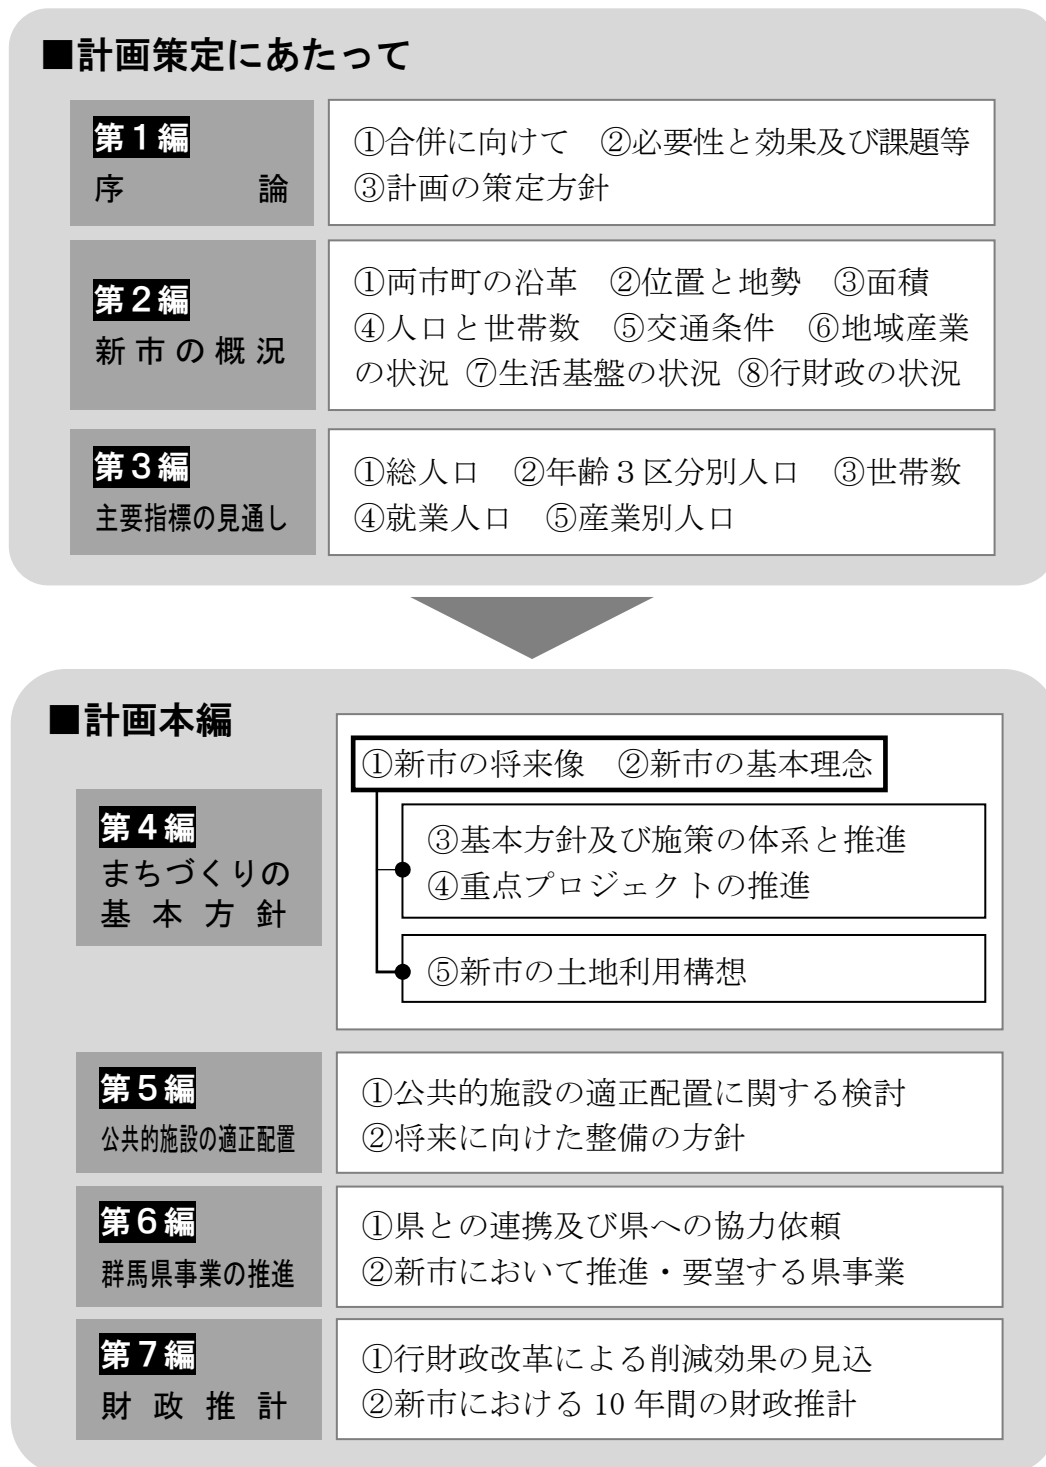 ■計画策定にあたって
第1編
序論
①合併に向けて ②必要性と効果及び課題等
③計画の策定方針
第2編
新市の概況
①両市町の沿革 ②位置と地勢 ③面積
④人口と世帯数 ⑤交通条件 ⑥地域産業
の状況 ⑦生活基盤の状況 ⑧行財政の状況
第3編
主要指標の見通し
①総人口 ②年齢3区分別人口 ③世帯数
④就業人口 ⑤産業別人口
■計画本編
第4編
まちづくりの
基本方針
①新市の将来像 ②新市の基本理念
③基本方針及び施策の体系と推進
④重点プロジェクトの推進
⑤新市の土地利用構想
第5編
公共的施設の適正配置
①公共的施設の適正配置に関する検討
②将来に向けた整備の方針
第6編
群馬県事業の推進
①県との連携及び県への協力依頼
②新市において推進・要望する県事業
第7編
財政推計
①行財政改革による削減効果の見込
②新市における10年間の財政推計